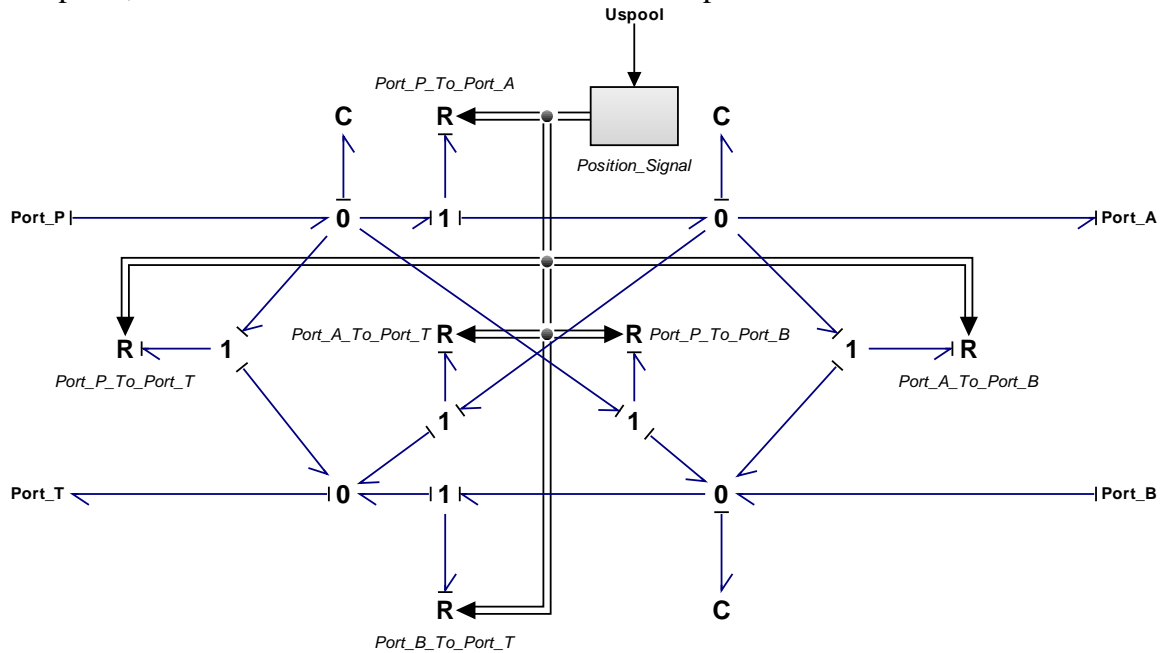 Uspool
Port_P_To_Port_A
C
R
C
Position_Signal
Port_P
0
1
0
Port_A
R
1
Port_A_To_Port_T
R
R
Port_P_To_Port_B
1
R
Port_P_To_Port_T
Port_A_To_Port_B
1
1
Port_T
0
1
0
Port_B
R
C
Port_B_To_Port_T